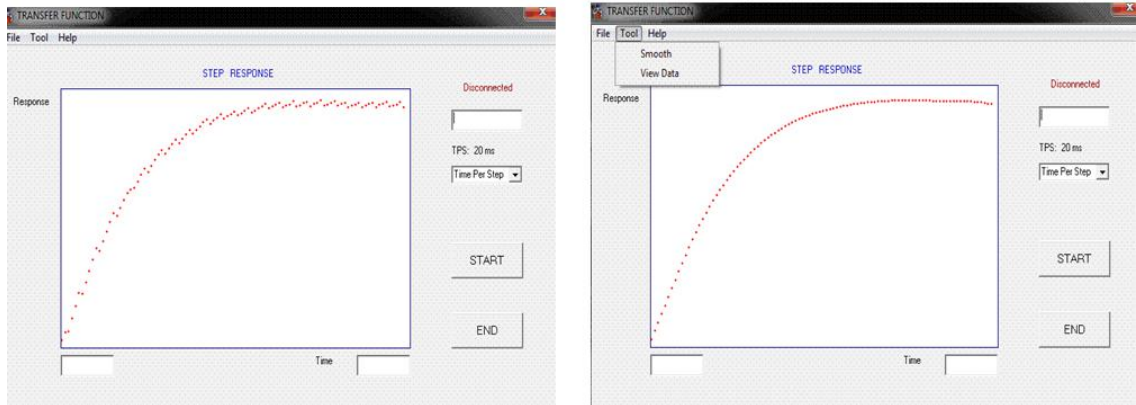 TRANSFER FUNCTION
File Tool Help
STEP RESPONSE
Response
Disconnected
TPS: 20 ms
Time Per Step
START
END
Time
TRANSFER FUNCTION
File Tool Help
Smooth
View Data
STEP RESPONSE
Response
Disconnected
TPS: 20 ms
Time Per Step
START
END
Time